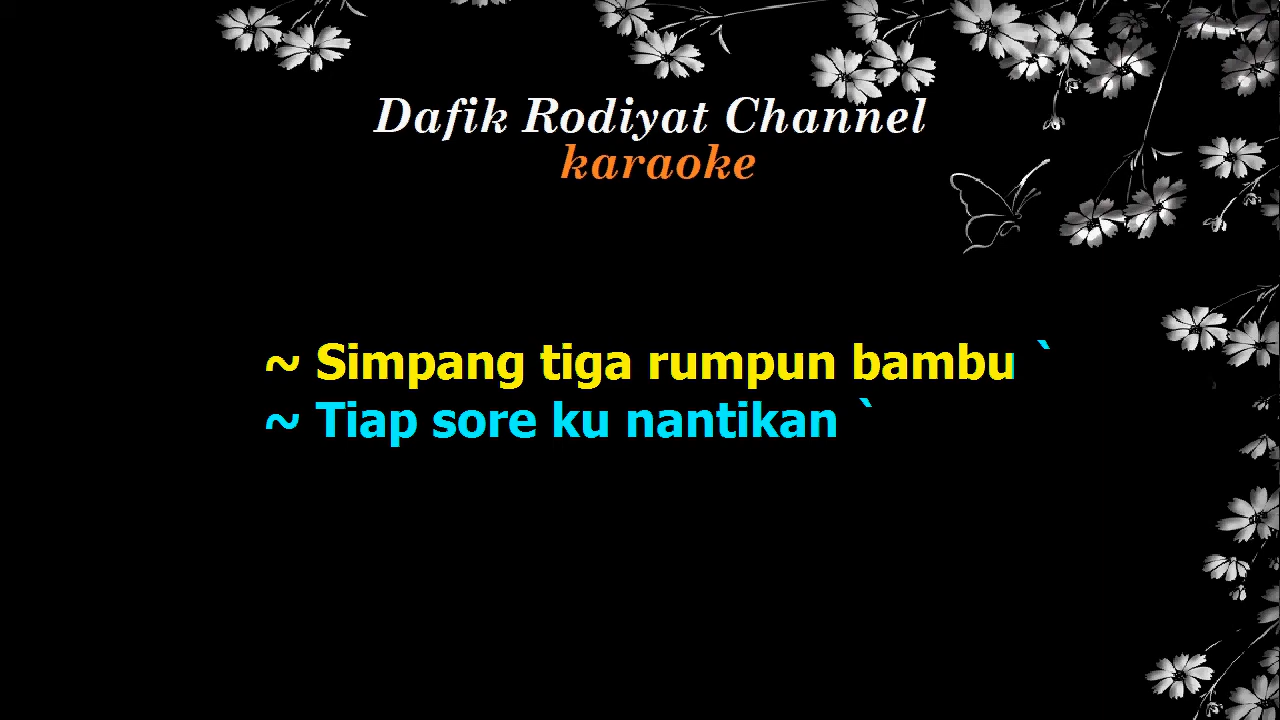 Dafik Rodiyat Channel
karaoke
~ Simpang tiga rumpun bambu `
~ Tiap sore ku nantikan `